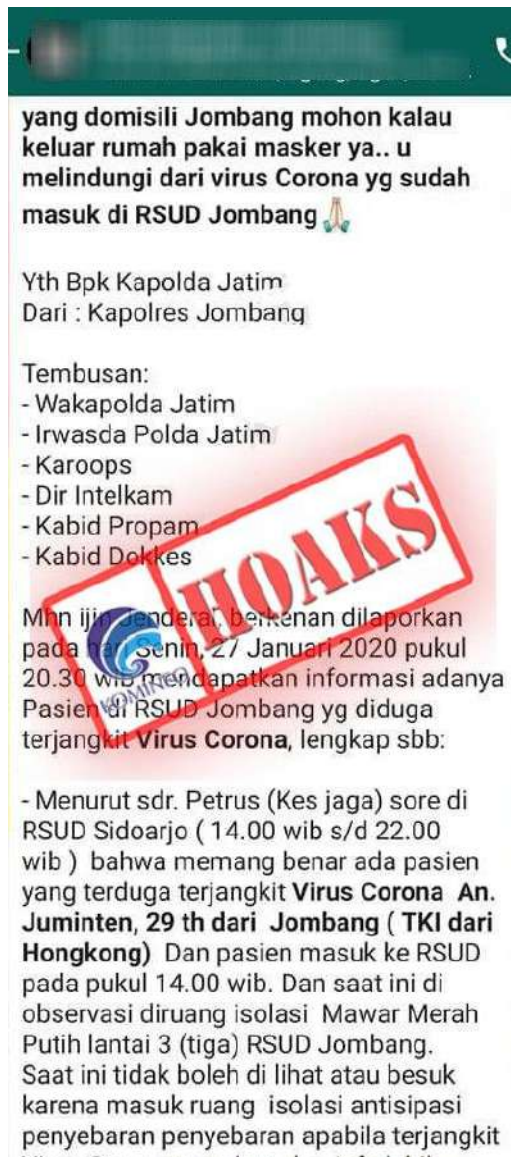 yang domisili Jombang mohon kalau
keluar rumah pakai masker ya.. u
melindungi dari virus Corona yg sudah
masuk di RSUD Jombang 🙏🏻
Yth Bpk Kapolda Jatim
Dari : Kapolres Jombang
Tembusan:
- Wakapolda Jatim
- Irwasda Polda Jatim
- Karoops
- Dir Intelkam
- Kabid Propam
- Kabid Dokkes
HOAKS
KOMINFO
Mhn ijin Jenderal, berkenan dilaporkan
pada hari Senin, 27 Januari 2020 pukul
20.30 wib mendapatkan informasi adanya
Pasien di RSUD Jombang yg diduga
terjangkit Virus Corona, lengkap sbb:
- Menurut sdr. Petrus (Kes jaga) sore di
RSUD Sidoarjo ( 14.00 wib s/d 22.00
wib ) bahwa memang benar ada pasien
yang terduga terjangkit Virus Corona An.
Juminten, 29 th dari Jombang ( TKI dari
Hongkong) Dan pasien masuk ke RSUD
pada pukul 14.00 wib. Dan saat ini di
observasi diruang isolasi Mawar Merah
Putih lantai 3 (tiga) RSUD Jombang.
Saat ini tidak boleh di lihat atau besuk
karena masuk ruang isolasi antisipasi
penyebaran penyebaran apabila terjangkit